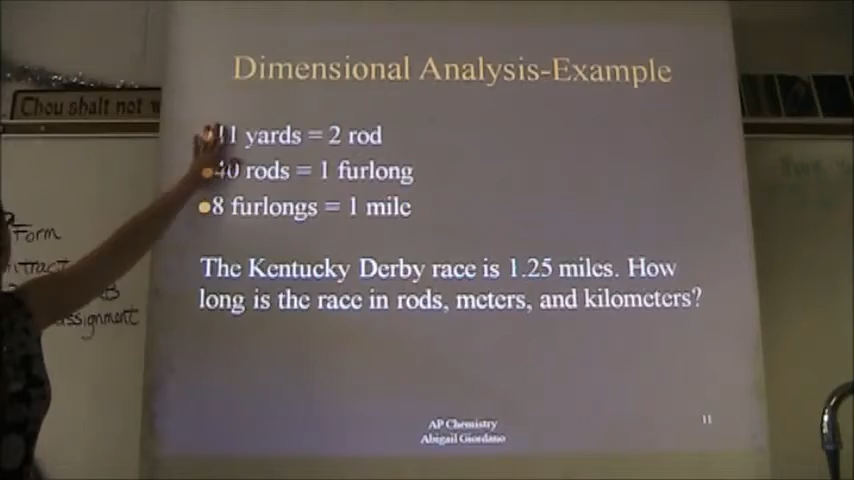 Dimensional Analysis-Example
Chou shalt not
11 yards = 2 rod
40 rods = 1 furlong
8 furlongs = 1 mile
Form
assignment
The Kentucky Derby race is 1.25 miles. How
long is the race in rods, meters, and kilometers?
AP Chemistry
Abigail Giordano
11